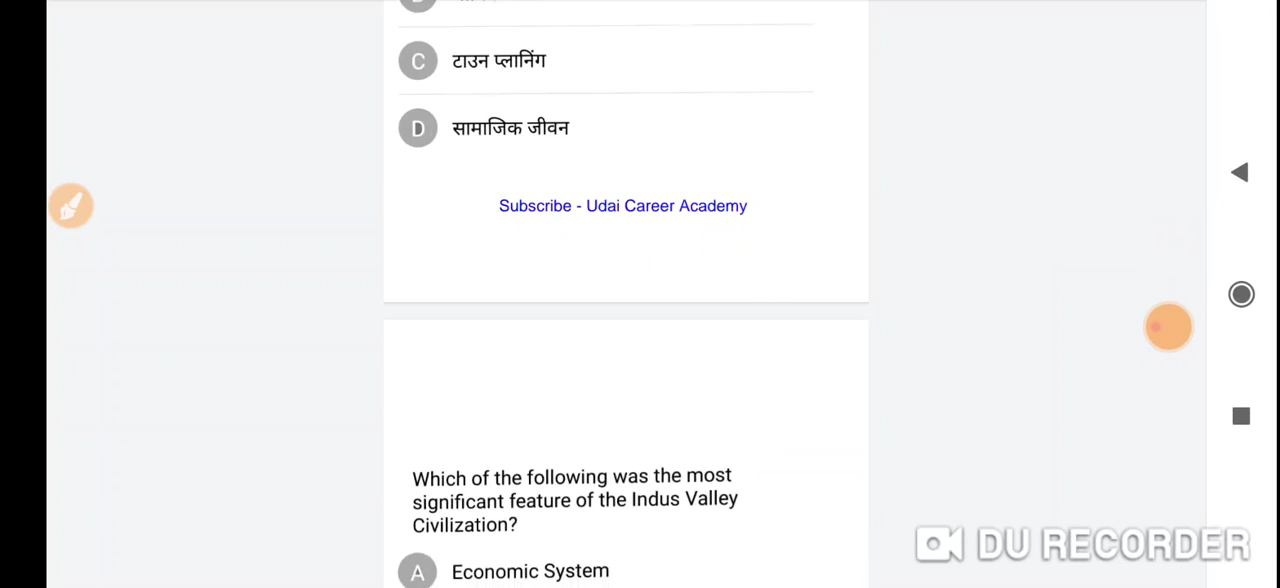 C टाउन प्लानिंग
D सामाजिक जीवन
Subscribe - Udai Career Academy
Which of the following was the most
significant feature of the Indus Valley
Civilization?
A Economic System
DU RECORDER